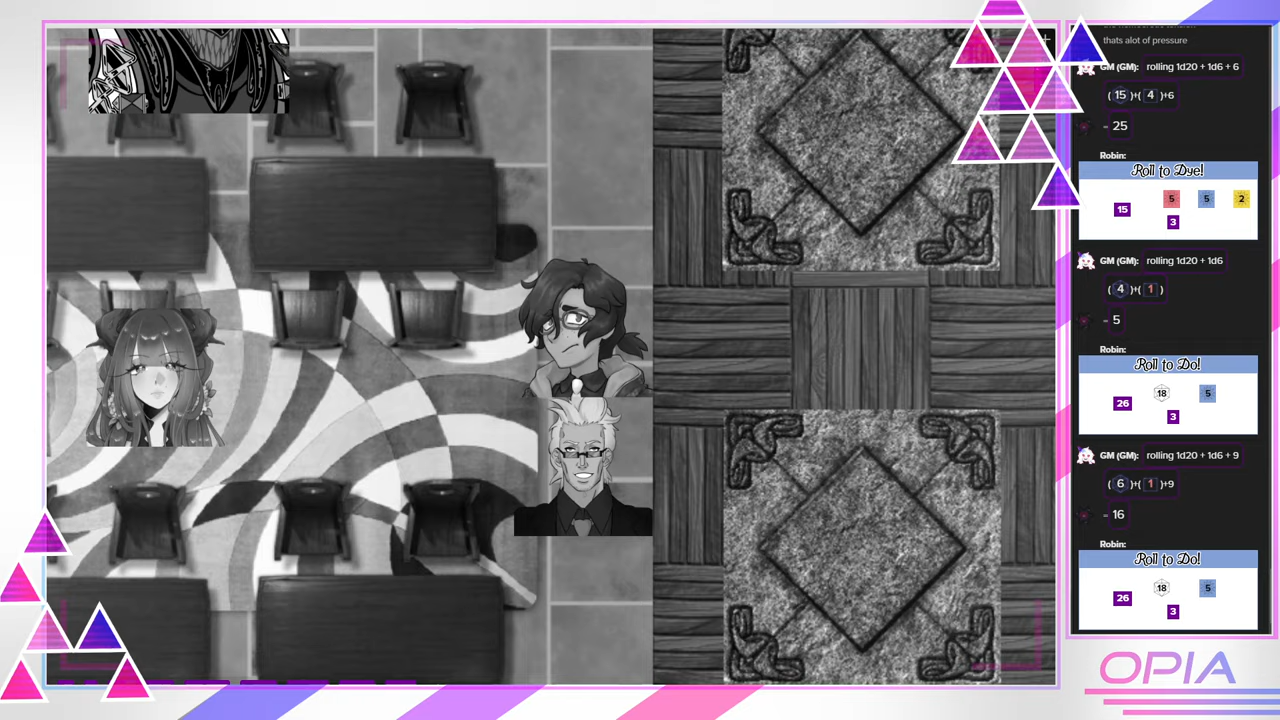 thats alot of pressure
GM (GM): rolling 1d20 + 1d6 + 6
(15)+(4)+6
= 25
Robin:
Roll to Dye!
15 5 5 2
3
GM (GM): rolling 1d20 + 1d6
(4)+(1)
= 5
Robin:
Roll to Do!
26 18 5
3
GM (GM): rolling 1d20 + 1d6 + 9
(6)+(1)+9
= 16
Robin:
Roll to Do!
26 18 5
3
OPIA